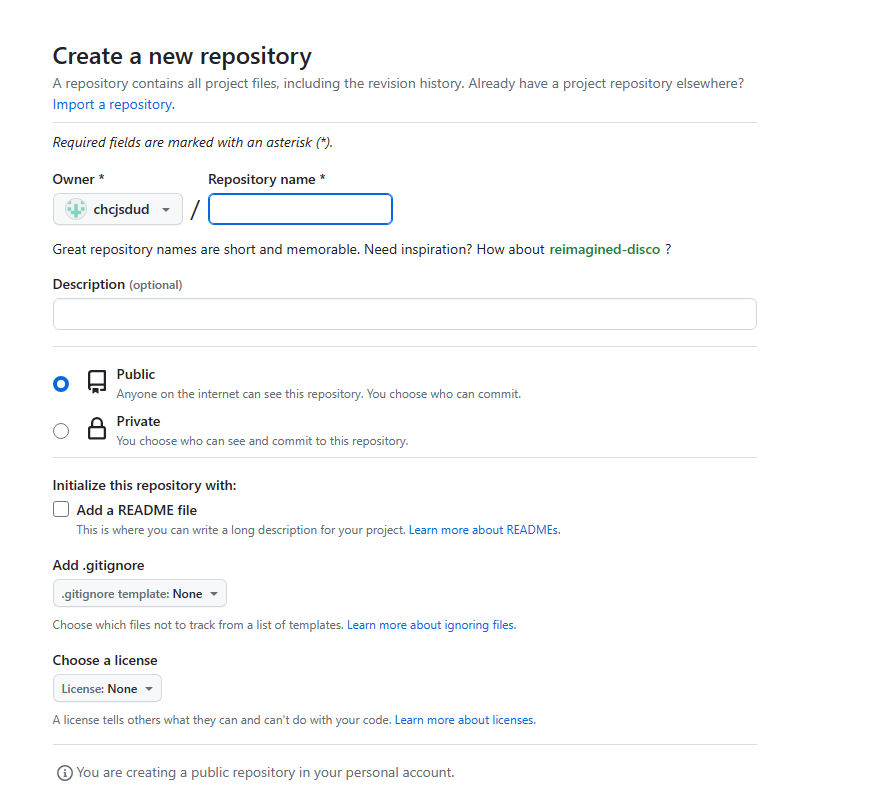 Create a new repository
A repository contains all project files, including the revision history. Already have a project repository elsewhere?
Import a repository.
Required fields are marked with an asterisk (*).
Owner * Repository name *
chcjsdud /
Great repository names are short and memorable. Need inspiration? How about reimagined-disco ?
Description (optional)
Public
Anyone on the internet can see this repository. You choose who can commit.
Private
You choose who can see and commit to this repository.
Initialize this repository with:
Add a README file
This is where you can write a long description for your project. Learn more about READMEs.
Add .gitignore
.gitignore template: None
Choose which files not to track from a list of templates. Learn more about ignoring files.
Choose a license
License: None
A license tells others what they can and can't do with your code. Learn more about licenses.
You are creating a public repository in your personal account.